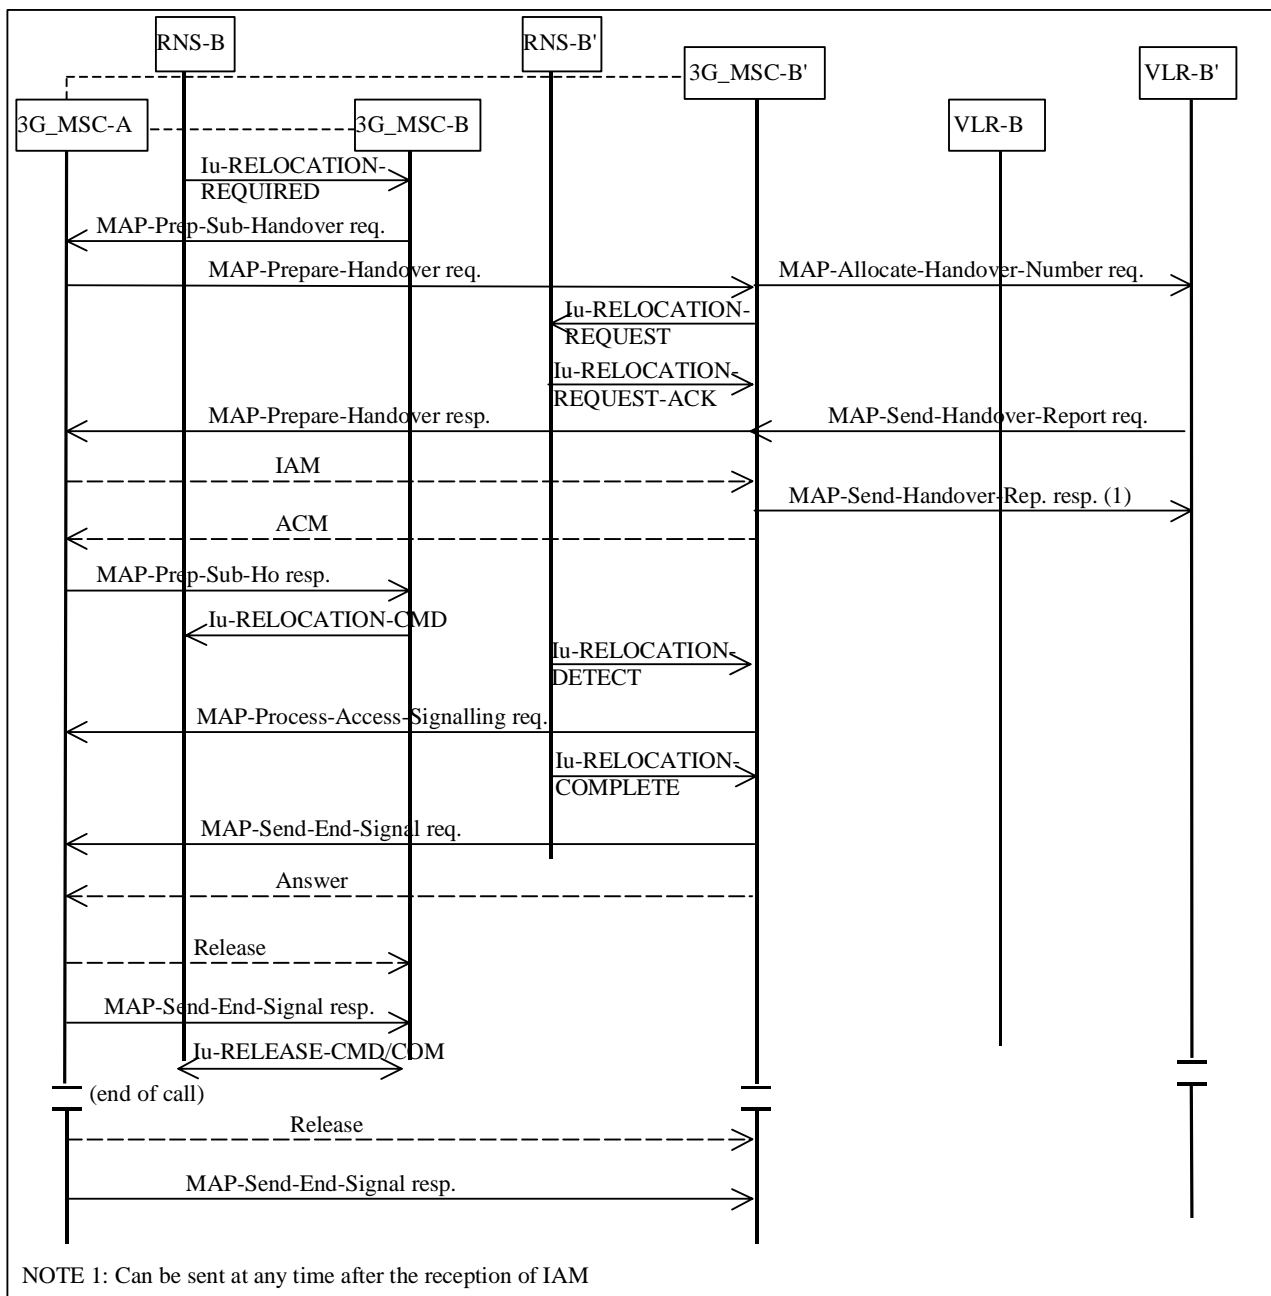 RNS-B
RNS-B'
3G_MSC-B'
VLR-B'
3G_MSC-A
3G_MSC-B
VLR-B
Iu-RELOCATION-
REQUIRED
MAP-Prep-Sub-Handover req.
MAP-Prepare-Handover req.
MAP-Allocate-Handover-Number req.
Iu-RELOCATION-
REQUEST
Iu-RELOCATION-
REQUEST-ACK
MAP-Prepare-Handover resp.
MAP-Send-Handover-Report req.
IAM
MAP-Send-Handover-Rep. resp. (1)
ACM
MAP-Prep-Sub-Ho resp.
Iu-RELOCATION-CMD
Iu-RELOCATION-
DETECT
MAP-Process-Access-Signalling req.
Iu-RELOCATION-
COMPLETE
MAP-Send-End-Signal req.
Answer
Release
MAP-Send-End-Signal resp.
Iu-RELEASE-CMD/COM
(end of call)
Release
MAP-Send-End-Signal resp.
NOTE 1: Can be sent at any time after the reception of IAM